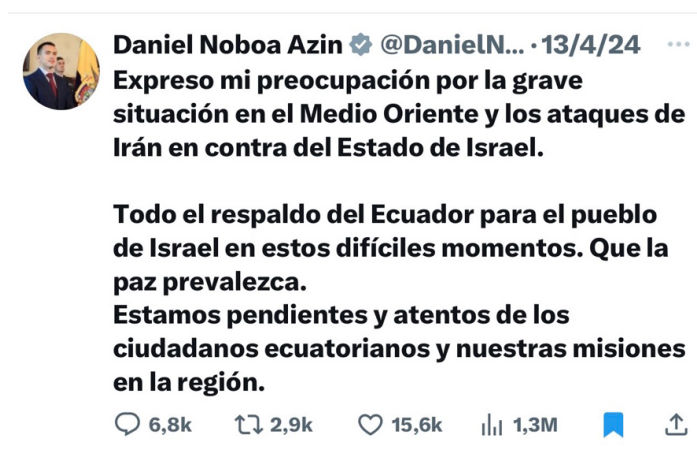 Daniel Noboa Azin @DanielN... · 13/4/24 ...
Expreso mi preocupación por la grave
situación en el Medio Oriente y los ataques de
Irán en contra del Estado de Israel.
Todo el respaldo del Ecuador para el pueblo
de Israel en estos difíciles momentos. Que la
paz prevalezca.
Estamos pendientes y atentos de los
ciudadanos ecuatorianos y nuestras misiones
en la región.
6,8k 2,9k 15,6k 1,3M